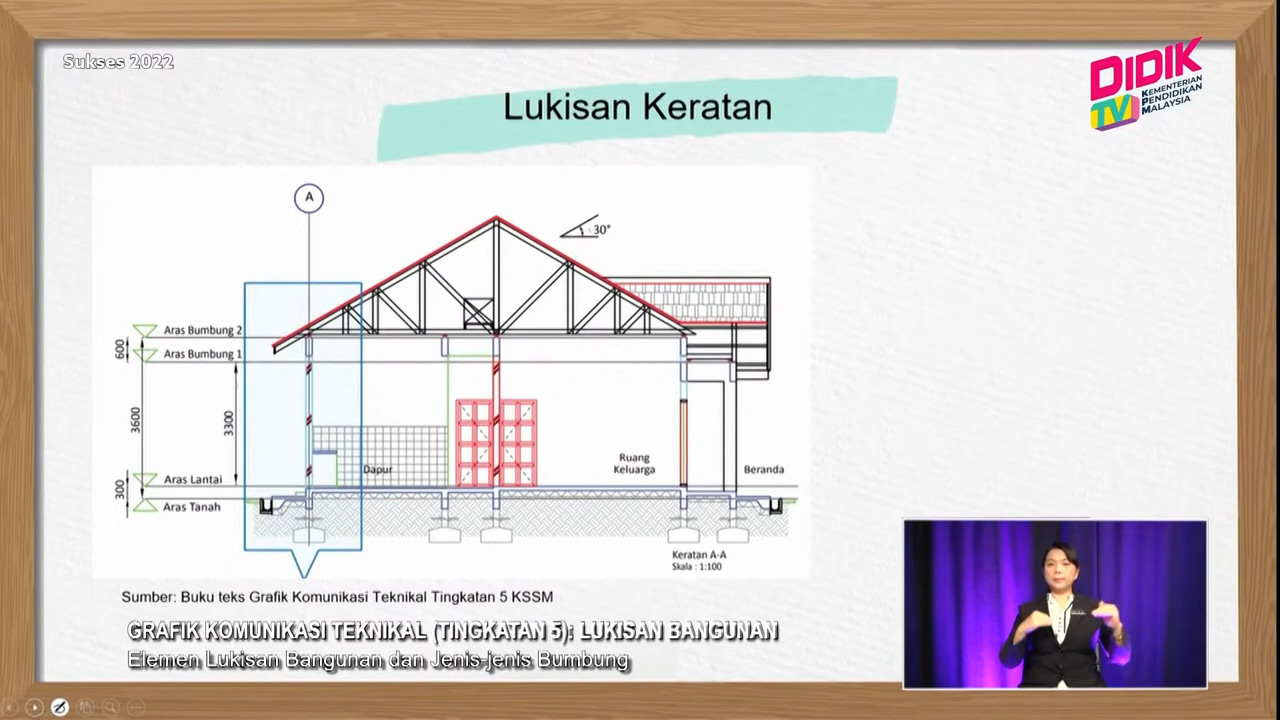 Sukses 2022
DIDIK
TV
KEMENTERIAN
PENDIDIKAN
MALAYSIA
Lukisan Keratan
A
30°
Aras Bumbung 2
600
Aras Bumbung 1
3600
3300
Aras Lantai
300
Aras Tanah
Dapur
Ruang
Keluarga
Beranda
Keratan A-A
Skala : 1:100
Sumber: Buku teks Grafik Komunikasi Teknikal Tingkatan 5 KSSM
GRAFIK KOMUNIKASI TEKNIKAL (TINGKATAN 5): LUKISAN BANGUNAN
Elemen Lukisan Bangunan dan Jenis-jenis Bumbung